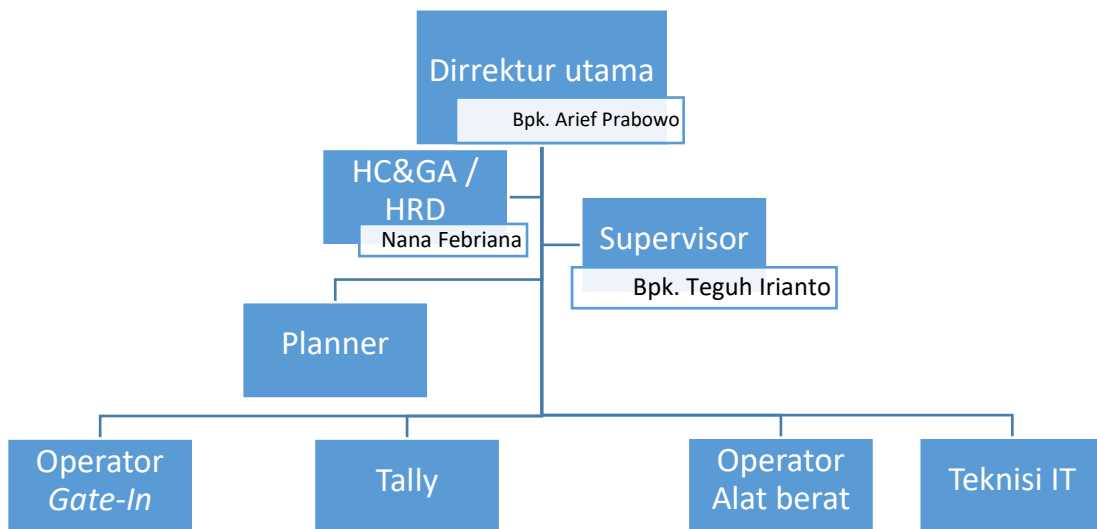 Dirrektur utama
Bpk. Arief Prabowo
HC&GA /
HRD
Nana Febriana
Supervisor
Bpk. Teguh Irianto
Planner
Operator
Gate-In
Tally
Operator
Alat berat
Teknisi IT